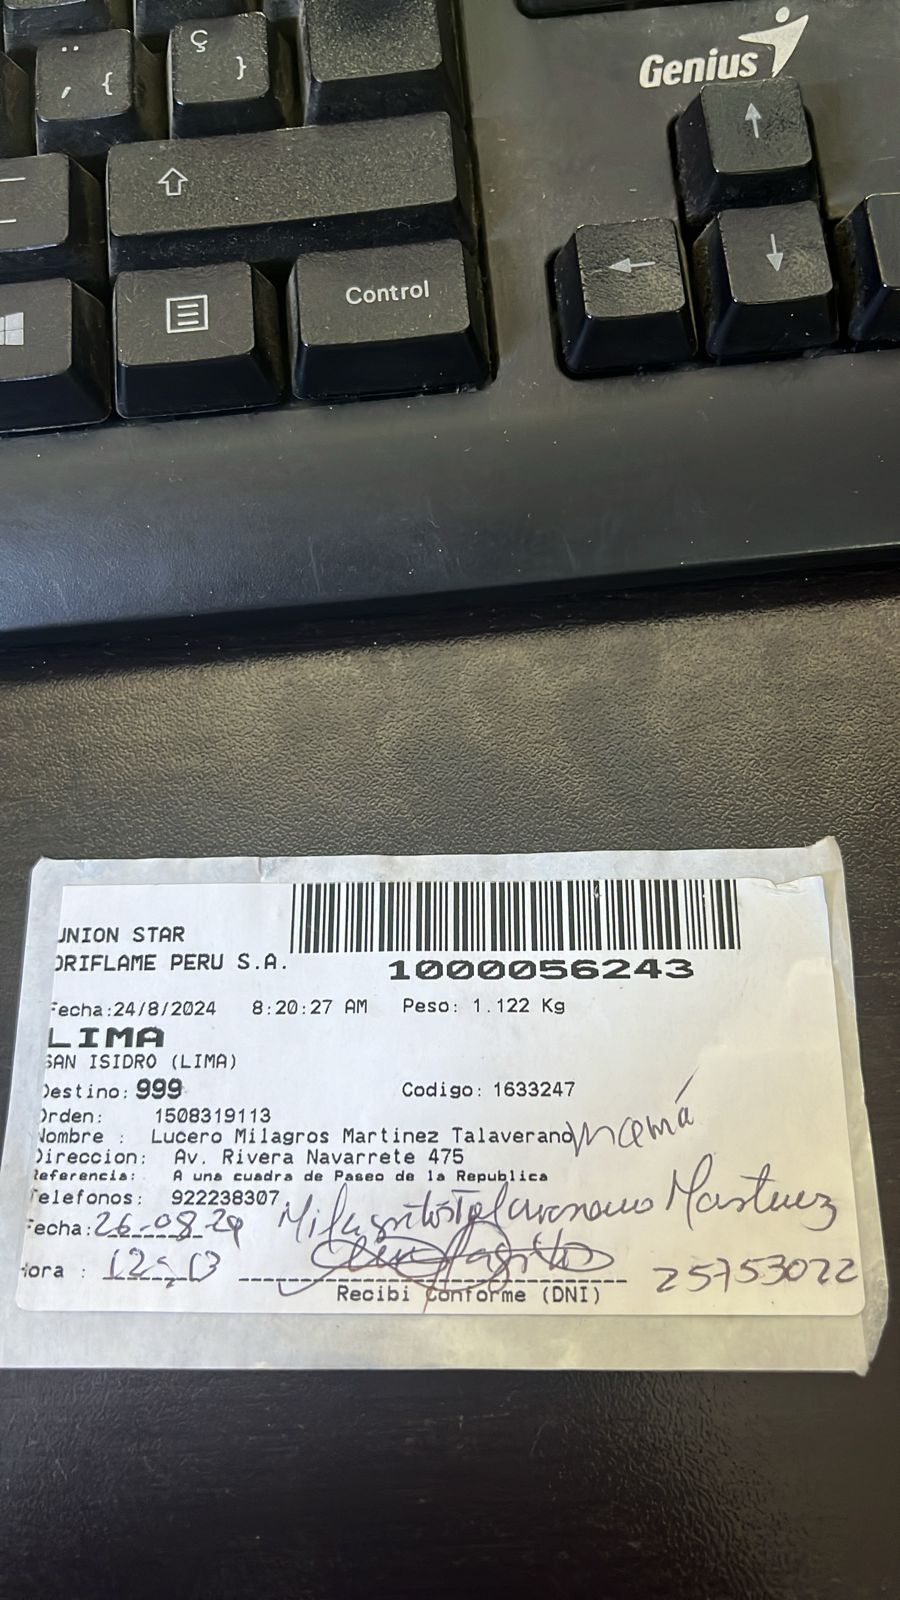 Genius
Ç
}
, {
Control
UNION STAR
ORIFLAME PERU S.A.
1000056243
Fecha:24/8/2024 8:20:27 AM Peso: 1.122 Kg
LIMA
SAN ISIDRO (LIMA)
Destino: 999 Codigo: 1633247
Orden: 1508319113
Nombre : Lucero Milagros Martinez Talaverano mamá
Direccion: Av. Rivera Navarrete 475
Referencia: A una cuadra de Paseo de la Republica
Telefonos: 922238307
Fecha: 26-08-24 Milagritos Talaverano Martinez
Hora : 12:13 25753022
Recibi Conforme (DNI)